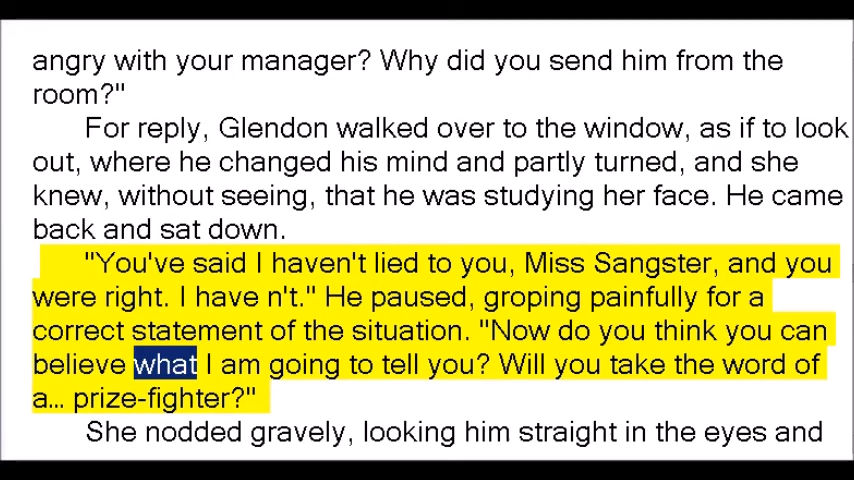 angry with your manager? Why did you send him from the
room?"
For reply, Glendon walked over to the window, as if to look
out, where he changed his mind and partly turned, and she
knew, without seeing, that he was studying her face. He came
back and sat down.
"You've said I haven't lied to you, Miss Sangster, and you
were right. I have n't." He paused, groping painfully for a
correct statement of the situation. "Now do you think you can
believe what I am going to tell you? Will you take the word of
a... prize-fighter?"
She nodded gravely, looking him straight in the eyes and